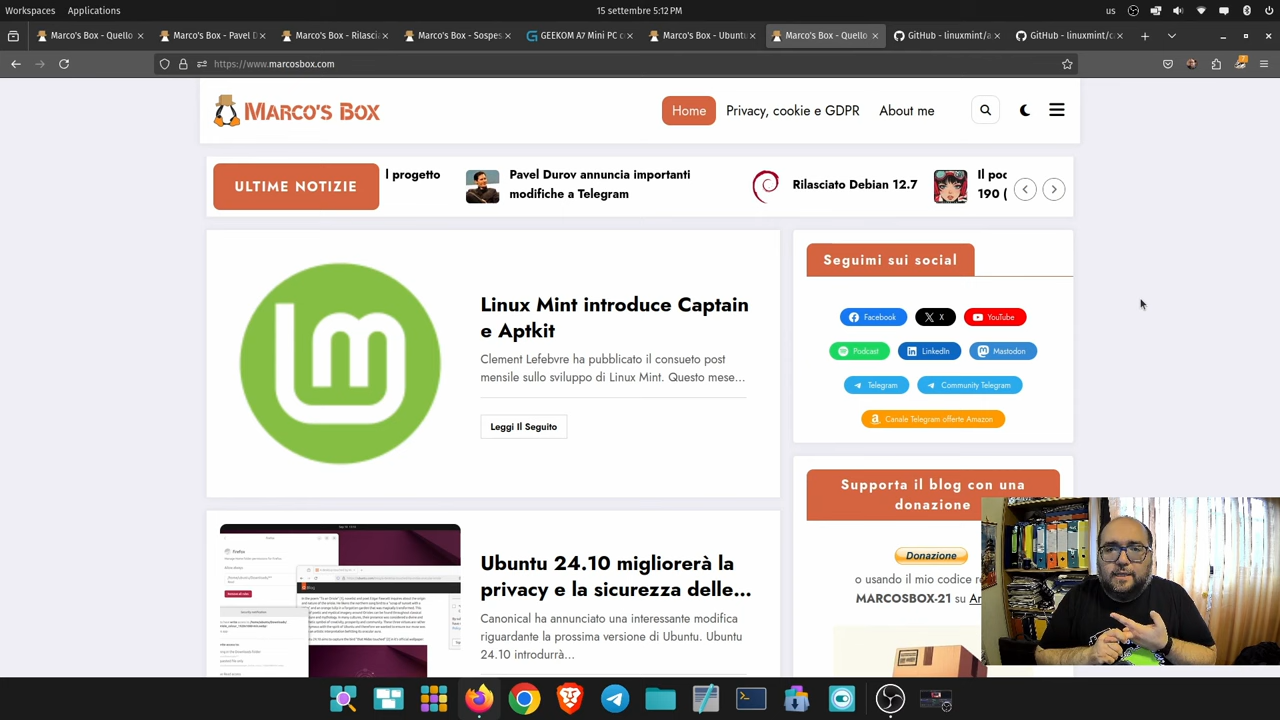 Workspaces Applications 15 settembre 5:12 PM us
Marco's Box - Quello
Marco's Box - Pavel D
Marco's Box - Rilascia
Marco's Box - Sospes
GEEKOM A7 Mini PC c
Marco's Box - Ubuntu
Marco's Box - Quello
GitHub - linuxmint/a
GitHub - linuxmint/c
https://www.marcosbox.com
MARCO'S BOX
Home
Privacy, cookie e GDPR
About me
ULTIME NOTIZIE
l progetto
Pavel Durov annuncia importanti
modifiche a Telegram
Rilasciato Debian 12.7
Il pod
190 (
Linux Mint introduce Captain
e Aptkit
Clement Lefebvre ha pubblicato il consueto post
mensile sullo sviluppo di Linux Mint. Questo mese...
Leggi Il Seguito
Seguimi sui social
Facebook
X
YouTube
Podcast
LinkedIn
Mastodon
Telegram
Community Telegram
Canale Telegram offerte Amazon
Supporta il blog con una
donazione
Donazione
o usando il mio codice r
MARCOSBOX-21 su
Ubuntu 24.10 migliorerà la
privacy e la sicurezza delle...
Canonical ha annunciato una interessante modifica
riguardante la prossima versione di Ubuntu. Ubuntu
24.10 introdurrà...